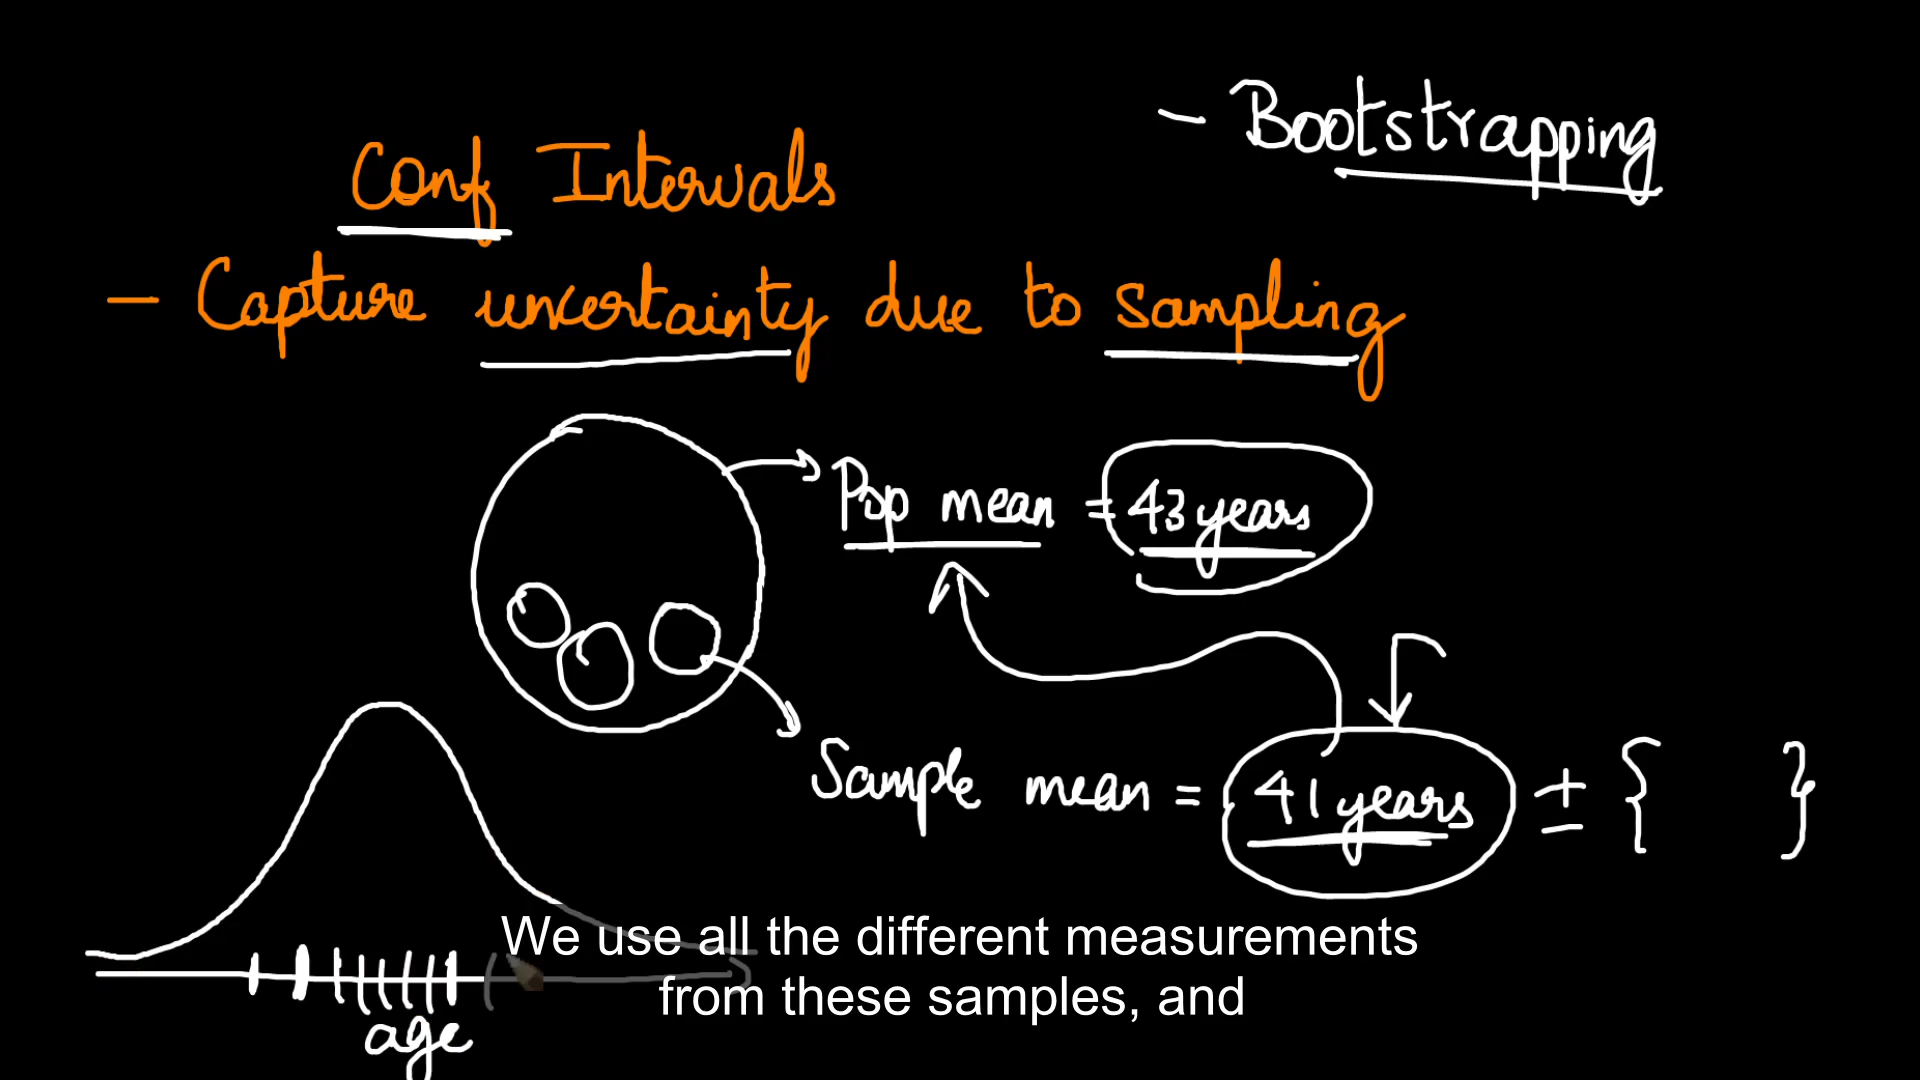 - Bootstrapping
Conf Intervals
- Capture uncertainty due to sampling
Pop mean = 43 years
Sample mean = 41 years ± { }
We use all the different measurements
from these samples, and
age